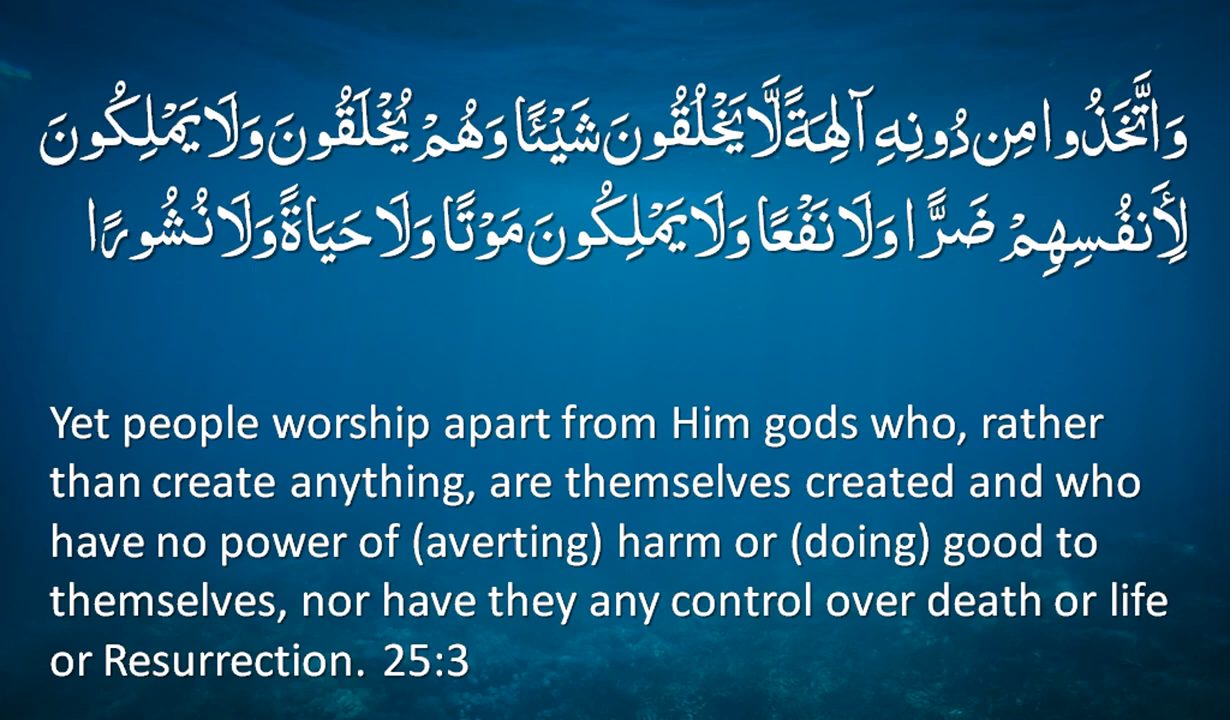 وَاتَّخَذُوا مِن دُونِهِ آلِهَةً لَّا يَخْلُقُونَ شَيْئًا وَهُمْ يُخْلَقُونَ وَلَا يَمْلِكُونَ
لِأَنفُسِهِمْ ضَرًّا وَلَا نَفْعًا وَلَا يَمْلِكُونَ مَوْتًا وَلَا حَيَاةً وَلَا نُشُورًا
Yet people worship apart from Him gods who, rather
than create anything, are themselves created and who
have no power of (averting) harm or (doing) good to
themselves, nor have they any control over death or life
or Resurrection. 25:3